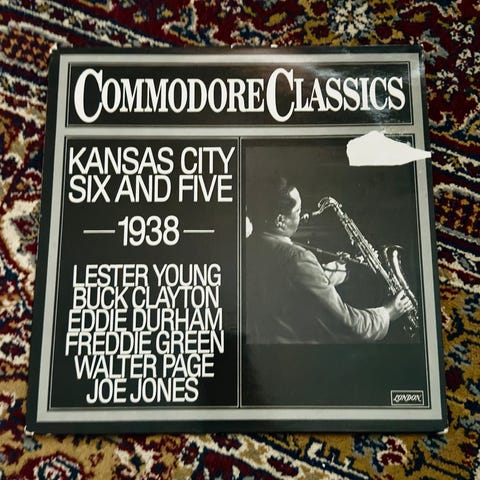 COMMODORE CLASSICS
KANSAS CITY
SIX AND FIVE
—1938—
LESTER YOUNG
BUCK CLAYTON
EDDIE DURHAM
FREDDIE GREEN
WALTER PAGE
JOE JONES
LONDON